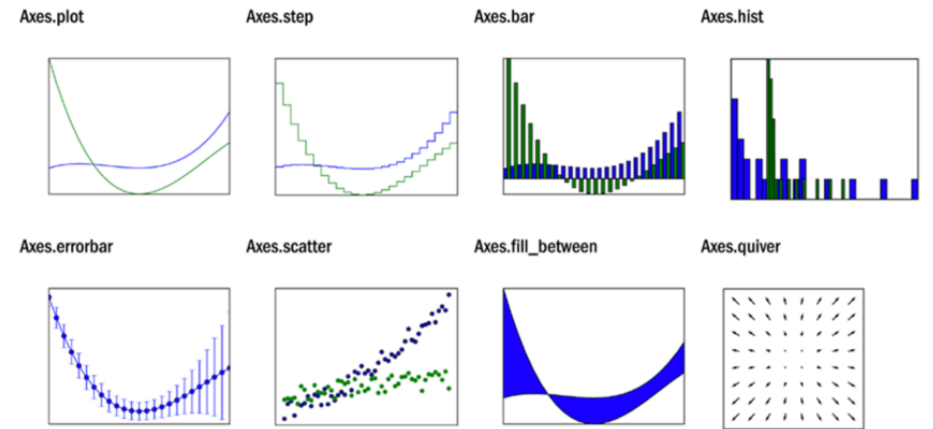 Axes.plot
Axes.step
Axes.bar
Axes.hist
Axes.errorbar
Axes.scatter
Axes.fill_between
Axes.quiver